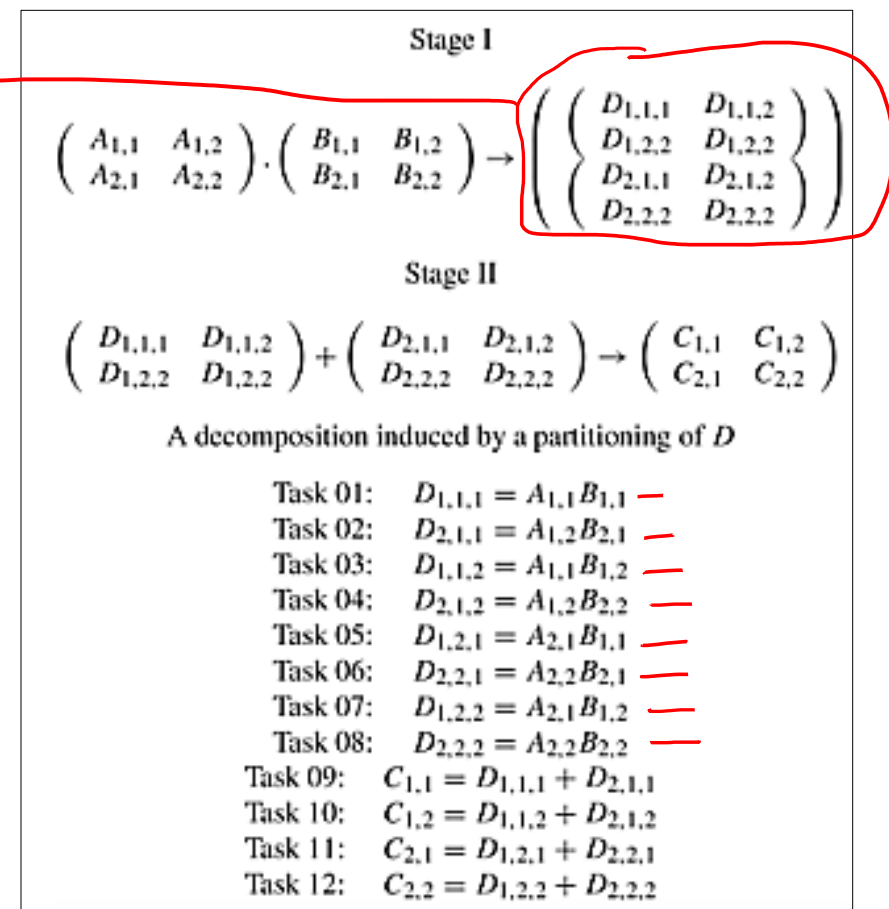 Stage I
( A1,1 A1,2 ) . ( B1,1 B1,2 ) → ( ( D1,1,1 D1,1,2 )
( A2,1 A2,2 ) ( B2,1 B2,2 ) ( D1,2,2 D1,2,2 )
( D2,1,1 D2,1,2 )
( D2,2,2 D2,2,2 ) )
Stage II
( D1,1,1 D1,1,2 ) + ( D2,1,1 D2,1,2 ) → ( C1,1 C1,2 )
( D1,2,2 D1,2,2 ) ( D2,2,2 D2,2,2 ) ( C2,1 C2,2 )
A decomposition induced by a partitioning of D
Task 01: D1,1,1 = A1,1B1,1
Task 02: D2,1,1 = A1,2B2,1
Task 03: D1,1,2 = A1,1B1,2
Task 04: D2,1,2 = A1,2B2,2
Task 05: D1,2,1 = A2,1B1,1
Task 06: D2,2,1 = A2,2B2,1
Task 07: D1,2,2 = A2,1B1,2
Task 08: D2,2,2 = A2,2B2,2
Task 09: C1,1 = D1,1,1 + D2,1,1
Task 10: C1,2 = D1,1,2 + D2,1,2
Task 11: C2,1 = D1,2,1 + D2,2,1
Task 12: C2,2 = D1,2,2 + D2,2,2